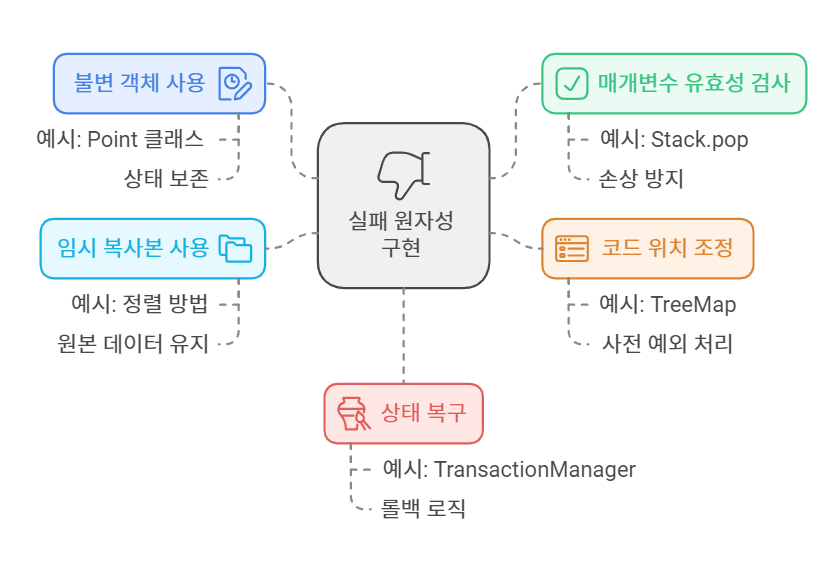 불변 객체 사용
예시: Point 클래스
상태 보존
매개변수 유효성 검사
예시: Stack.pop
손상 방지
실패 원자성
구현
임시 복사본 사용
예시: 정렬 방법
원본 데이터 유지
코드 위치 조정
예시: TreeMap
사전 예외 처리
상태 복구
예시: TransactionManager
롤백 로직